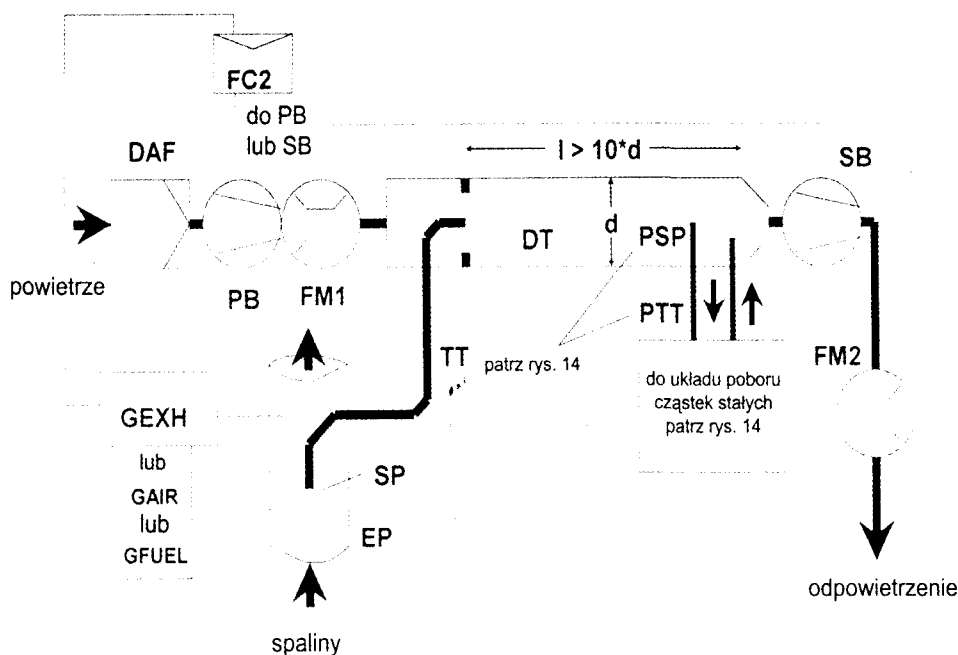 FC2
do PB
lub SB
DAF
l > 10*d
SB
d
DT
PSP
powietrze
PB
FM1
PTT
TT
patrz rys. 14
FM2
do układu poboru
cząstek stałych
patrz rys. 14
GEXH
lub
GAIR
lub
GFUEL
SP
EP
odpowietrzenie
spaliny